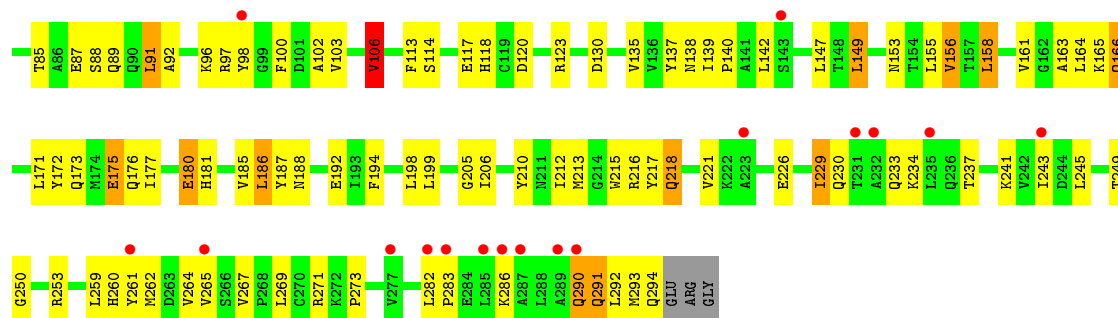 T85 A86 E87 S88 Q89 Q90 L91 A92 K96 R97 Y98 G99 F100 D101 A102 V103 V106 F113 S114 E117 H118 C119 D120 R123 D130 V135 V136 Y137 N138 I139 P140 A141 L142 S143 L147 T148 L149 N153 T154 L155 V156 T157 L158 V161 G162 A163 L164 K165
L171 Y172 Q173 M174 E175 Q176 I177 E180 H181 V185 L186 Y187 N188 E192 I193 F194 L198 L199 G205 I206 Y210 N211 I212 M213 G214 W215 R216 Y217 Q218 V221 K222 A223 E226 I229 Q230 T231 A232 Q233 K234 L235 Q236 T237 K241 V242 I243 D244 L245
G250 R253 L259 H260 Y261 M262 D263 V264 V265 S266 V267 P268 L269 C270 R271 K272 P273 V277 L282 P283 E284 L285 K286 A287 L288 A289 Q290 Q291 L292 M293 Q294 GLU ARG GLY